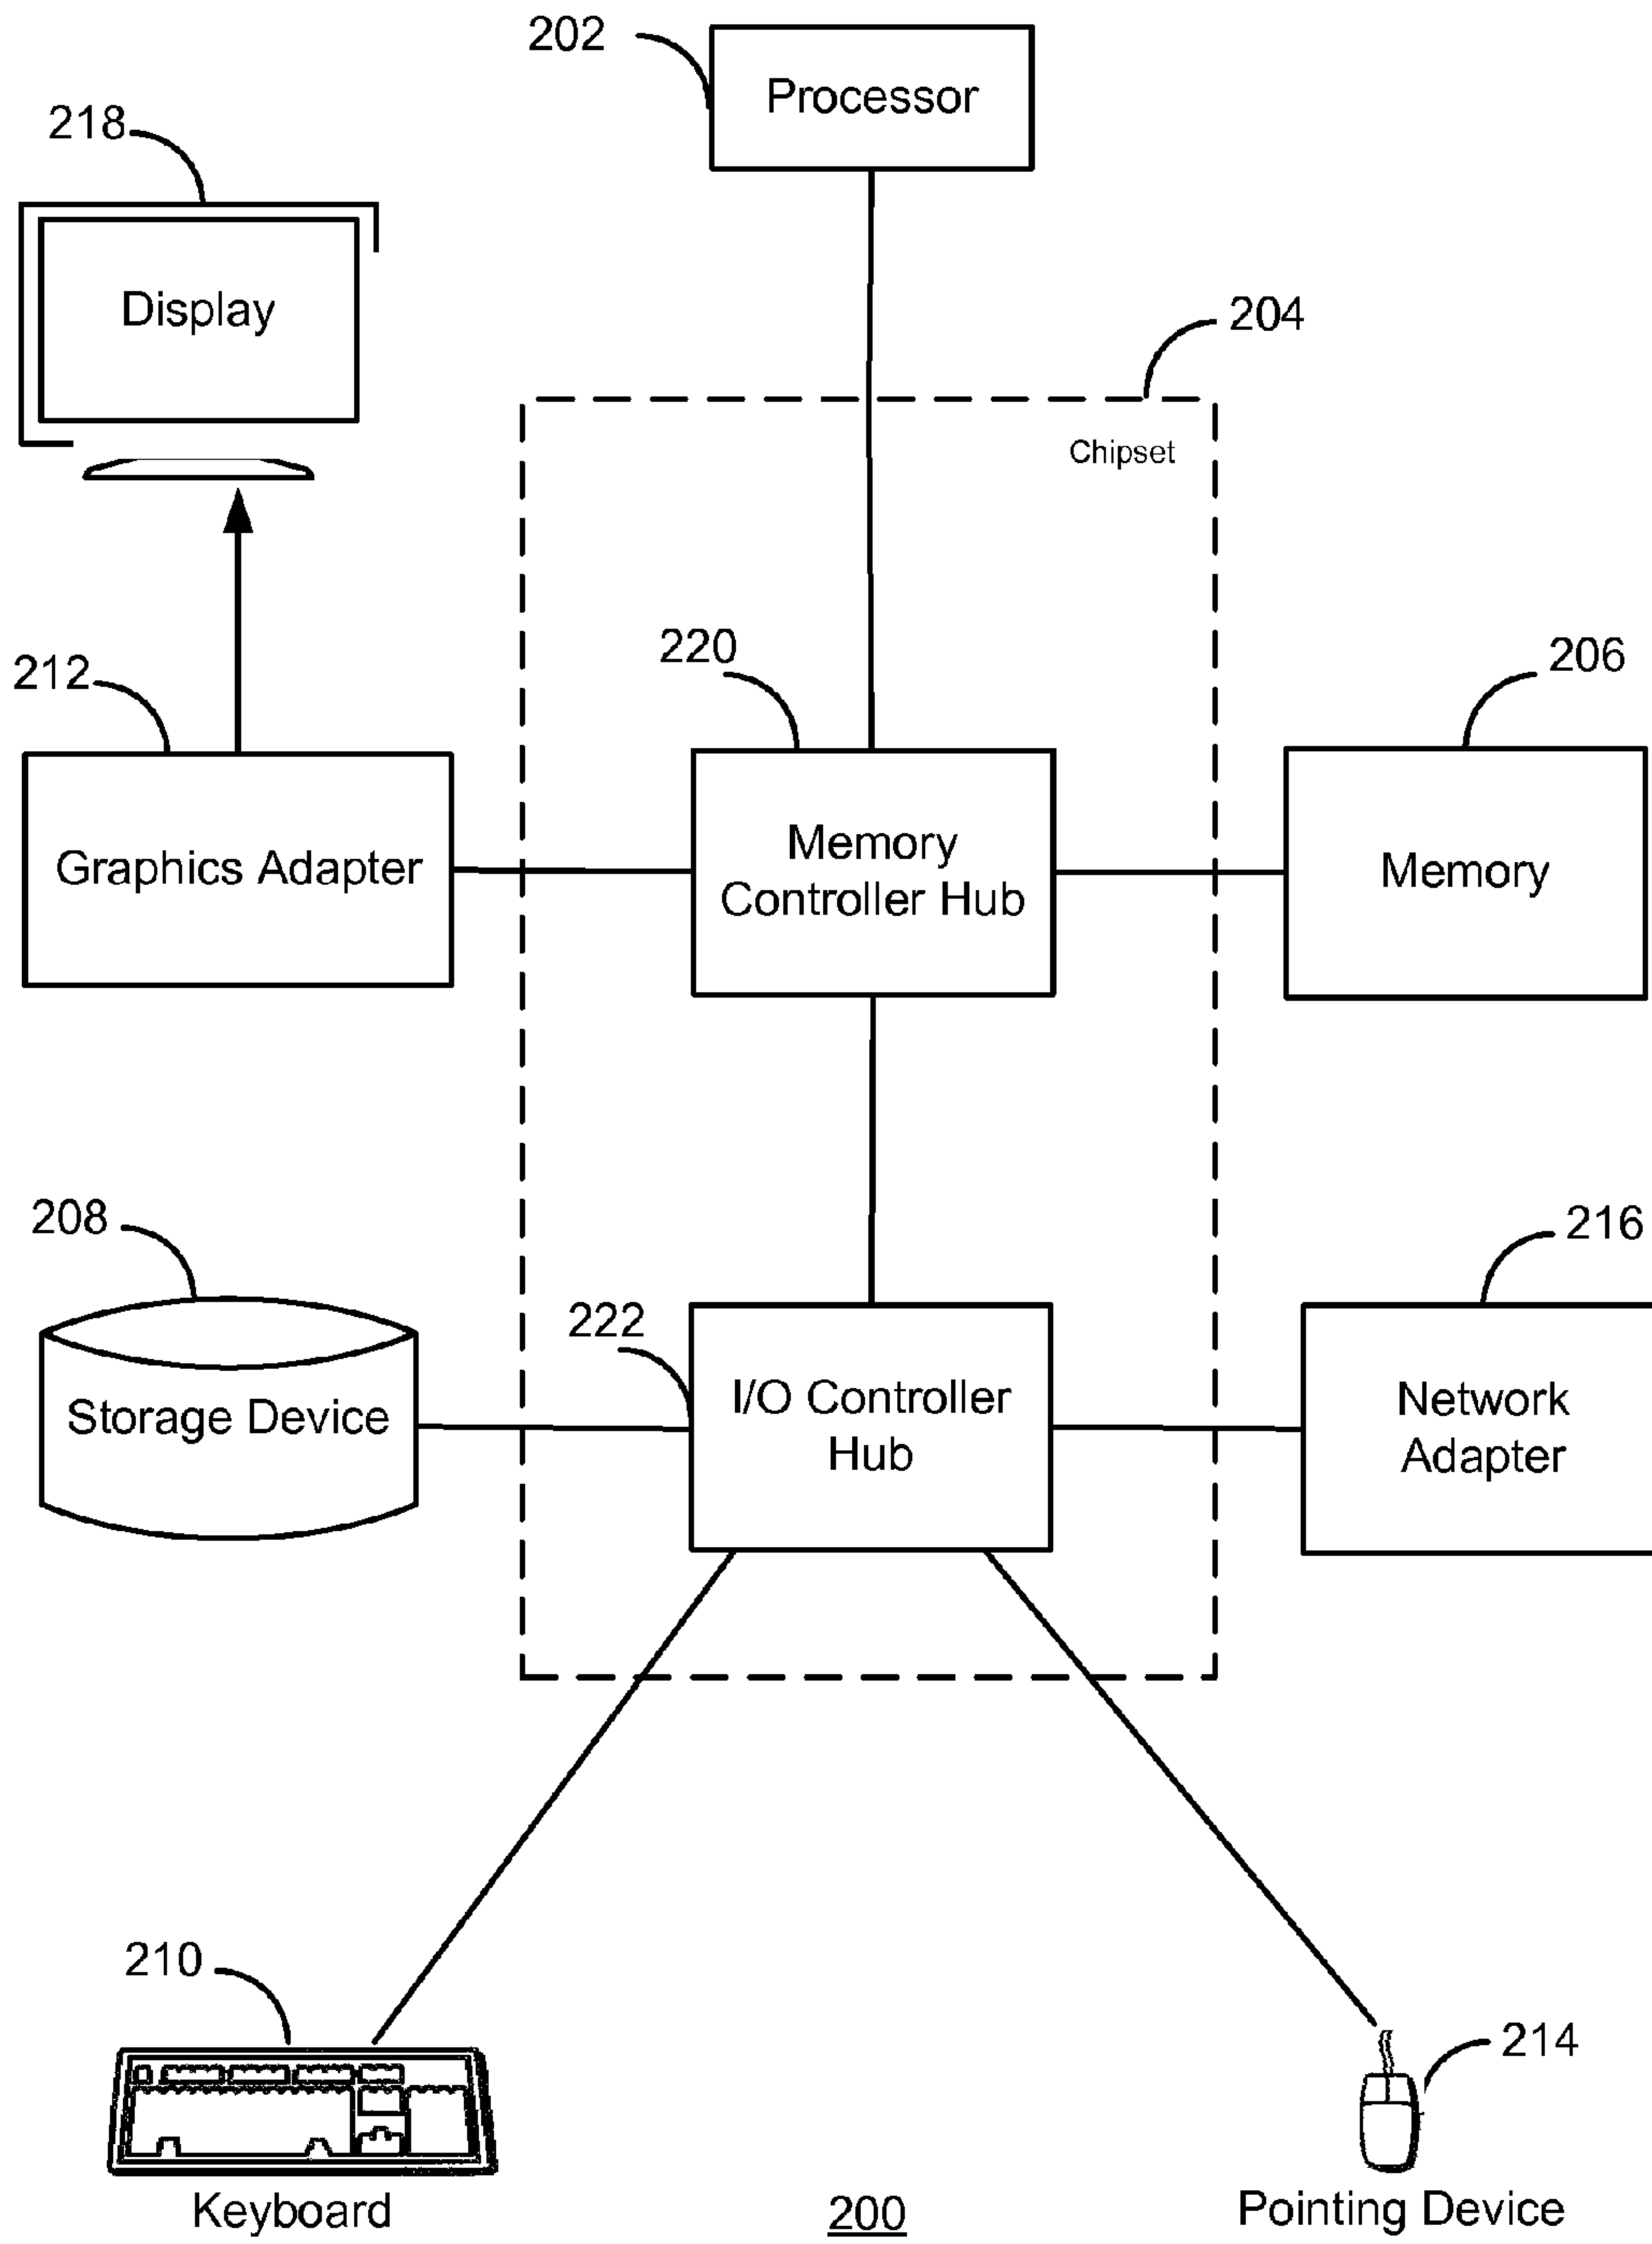 202
Processor
218
Display
204
Chipset
212
220
206
Graphics Adapter
Memory
Controller Hub
Memory
208
222
216
Storage Device
I/O Controller
Hub
Network
Adapter
210
214
Keyboard
200
Pointing Device